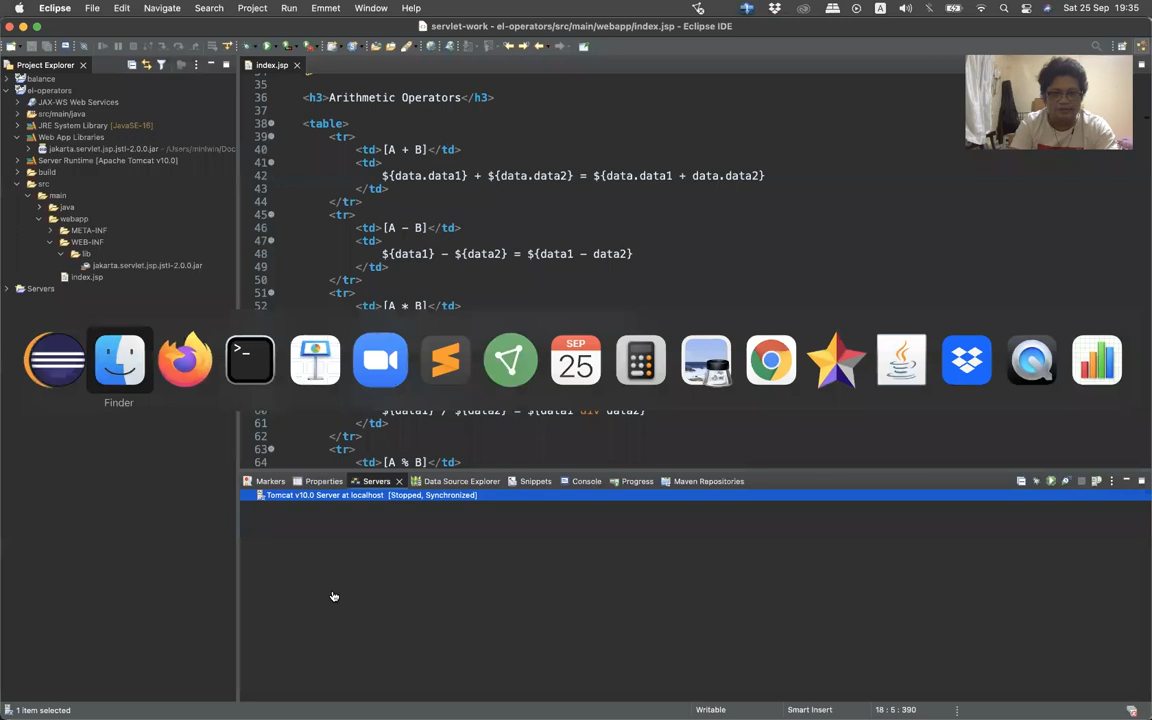 Eclipse File Edit Navigate Search Project Run Emmet Window Help A Sat 25 Sep 19:35
servlet-work - el-operators/src/main/webapp/index.jsp - Eclipse IDE
Project Explorer
index.jsp
balance
el-operators
JAX-WS Web Services
src/main/java
JRE System Library [JavaSE-16]
Web App Libraries
jakarta.servlet.jsp.jstl-2.0.0.jar - /Users/minlwin/Doc
Server Runtime [Apache Tomcat v10.0]
build
src
main
java
webapp
META-INF
WEB-INF
lib
jakarta.servlet.jsp.jstl-2.0.0.jar
index.jsp
Servers
35
36 <h3>Arithmetic Operators</h3>
37
38 <table>
39 <tr>
40 <td>[A + B]</td>
41 <td>
42 ${data.data1} + ${data.data2} = ${data.data1 + data.data2}
43 </td>
44 </tr>
45 <tr>
46 <td>[A - B]</td>
47 <td>
48 ${data1} - ${data2} = ${data1 - data2}
49 </td>
50 </tr>
51 <tr>
52 <td>[A * B]</td>
SEP
25
Finder
60 ${data1} / ${data2} = ${data1 div data2}
61 </td>
62 </tr>
63 <tr>
64 <td>[A % B]</td>
Markers Properties Servers Data Source Explorer Snippets Console Progress Maven Repositories
Tomcat v10.0 Server at localhost [Stopped, Synchronized]
1 item selected
Writable Smart Insert 18 : 5 : 390